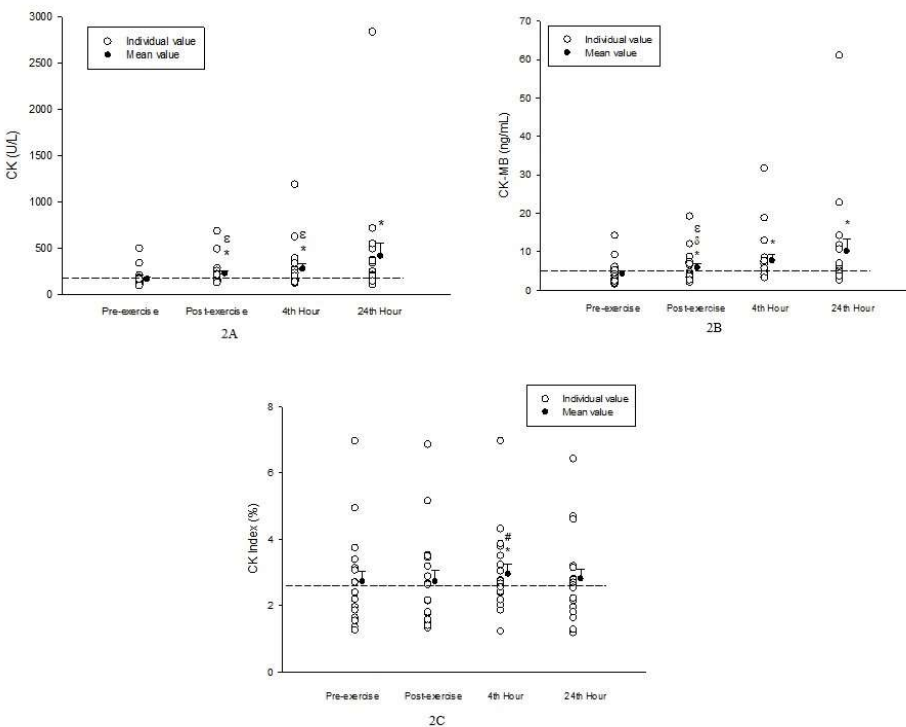 3000
2500
2000
1500
1000
500
0
CK (U/L)
Individual value
Mean value
ε
*
ε
*
*
Pre-exercise Post-exercise 4th Hour 24th Hour
2A
70
60
50
40
30
20
10
0
CK-MB (ng/mL)
Individual value
Mean value
ε
*
*
*
Pre-exercise Post-exercise 4th Hour 24th Hour
2B
8
6
4
2
0
CK Index (%)
Individual value
Mean value
#
*
Pre-exercise Post-exercise 4th Hour 24th Hour
2C